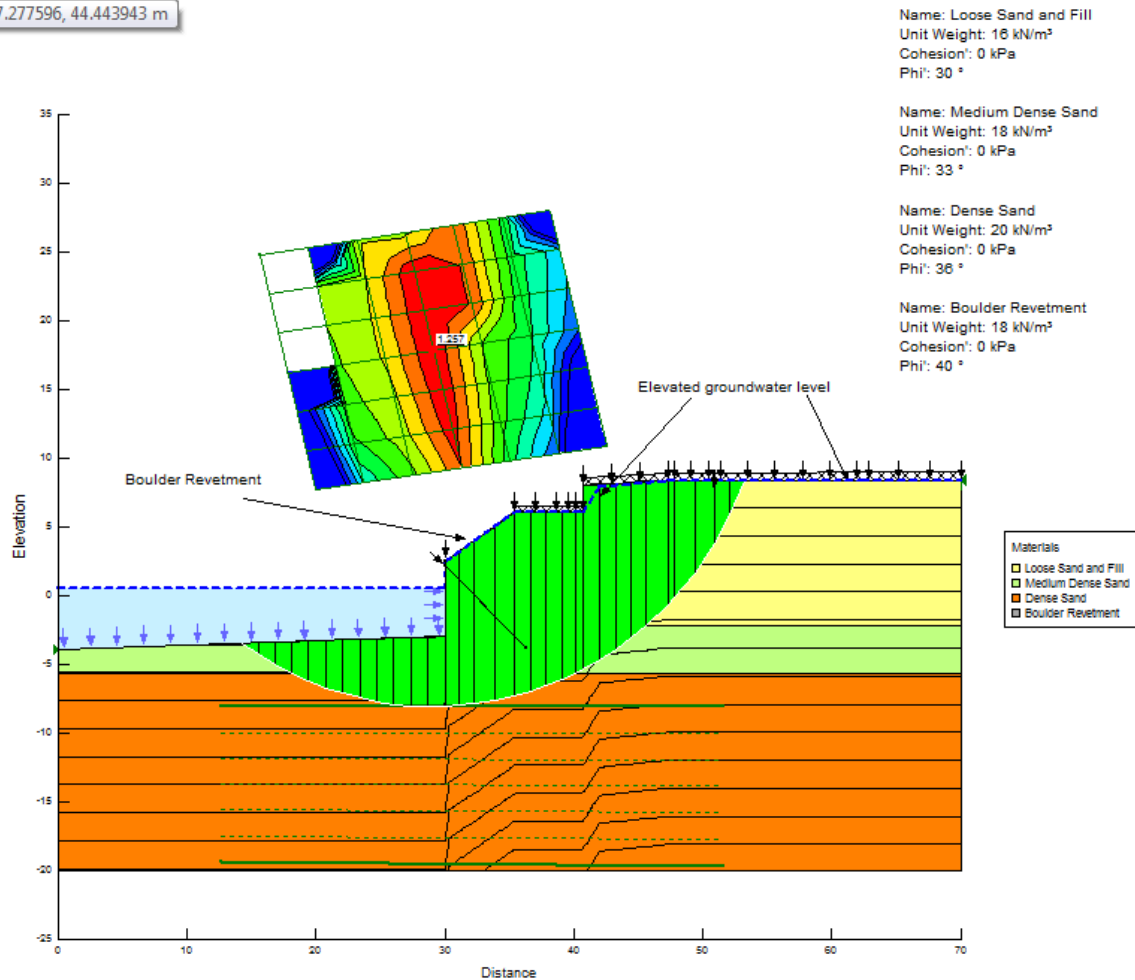 7.277596, 44.443943 m
Name: Loose Sand and Fill
Unit Weight: 16 kN/m³
Cohesion': 0 kPa
Phi': 30 °
Name: Medium Dense Sand
Unit Weight: 18 kN/m³
Cohesion': 0 kPa
Phi': 33 °
Name: Dense Sand
Unit Weight: 20 kN/m³
Cohesion': 0 kPa
Phi': 36 °
Name: Boulder Revetment
Unit Weight: 18 kN/m³
Cohesion': 0 kPa
Phi': 40 °
35
30
25
20
15
10
5
0
-5
-10
-15
-20
-25
Elevation
1.257
Elevated groundwater level
Boulder Revetment
Materials
Loose Sand and Fill
Medium Dense Sand
Dense Sand
Boulder Revetment
0
10
20
30
40
50
60
70
Distance